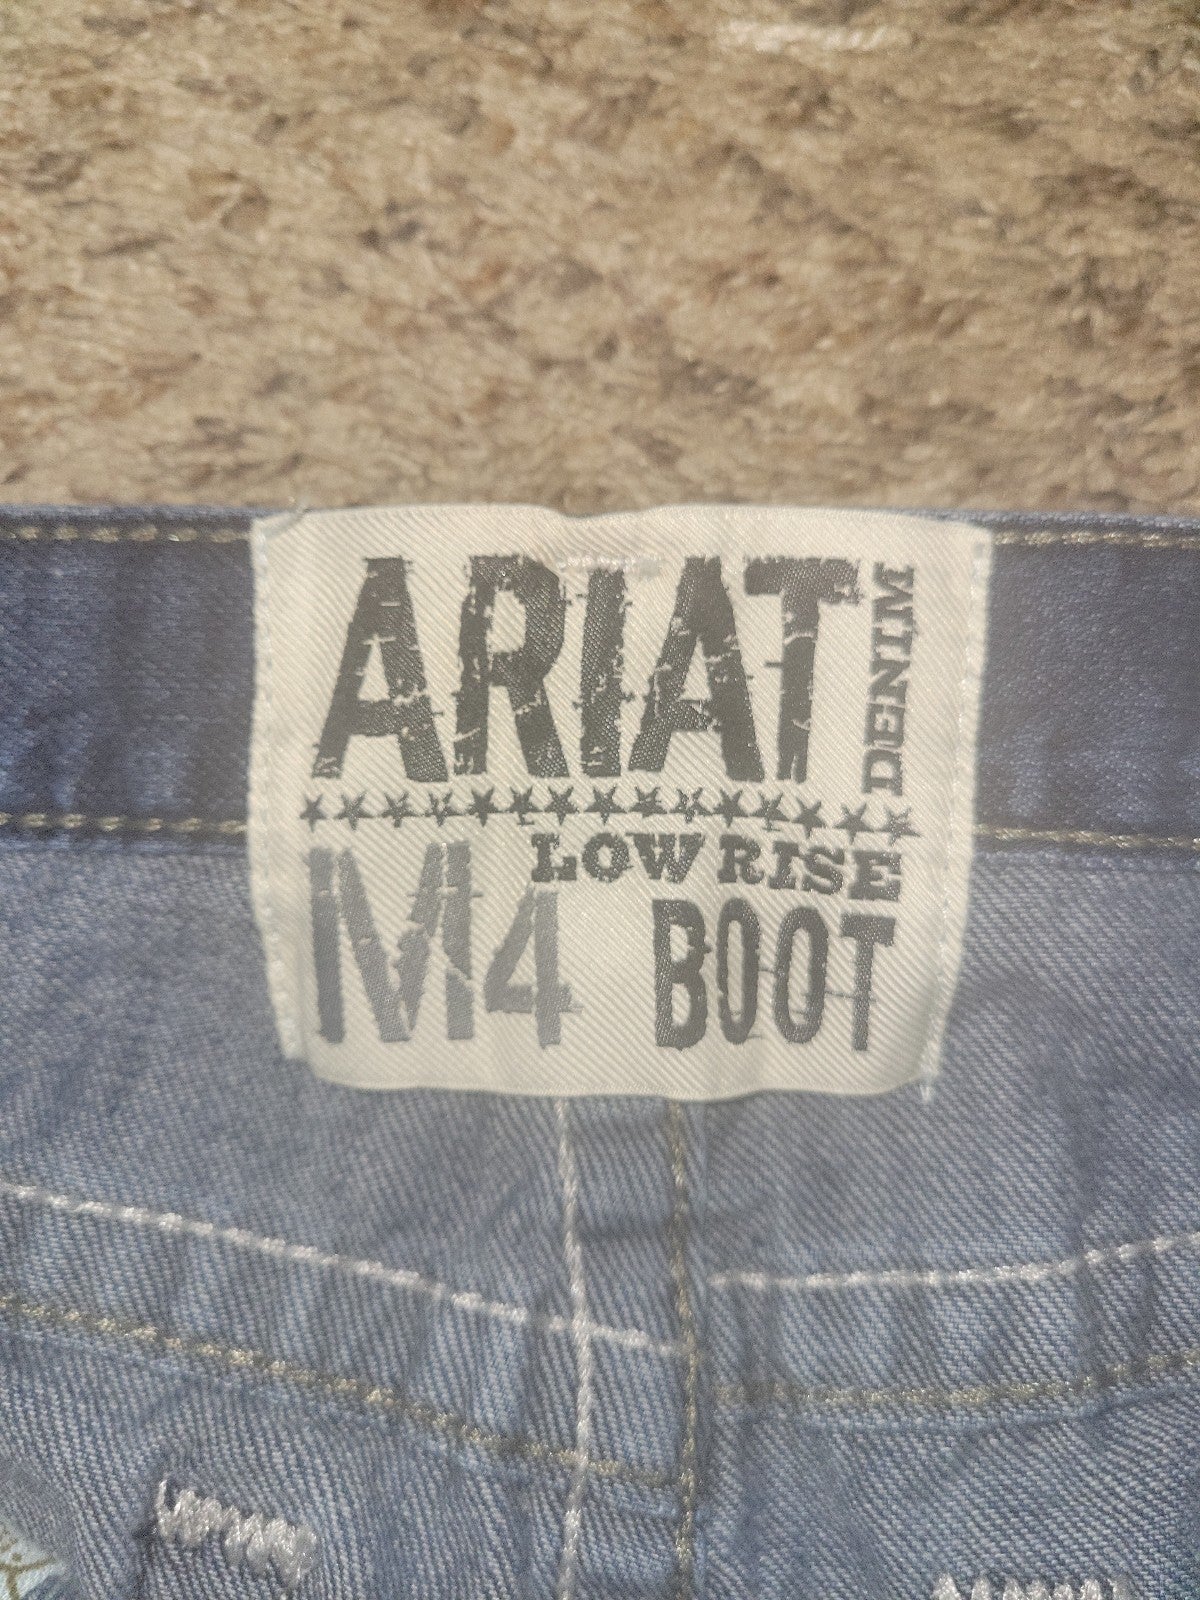 ARIAT
DENIM
LOW RISE
M4 BOOT